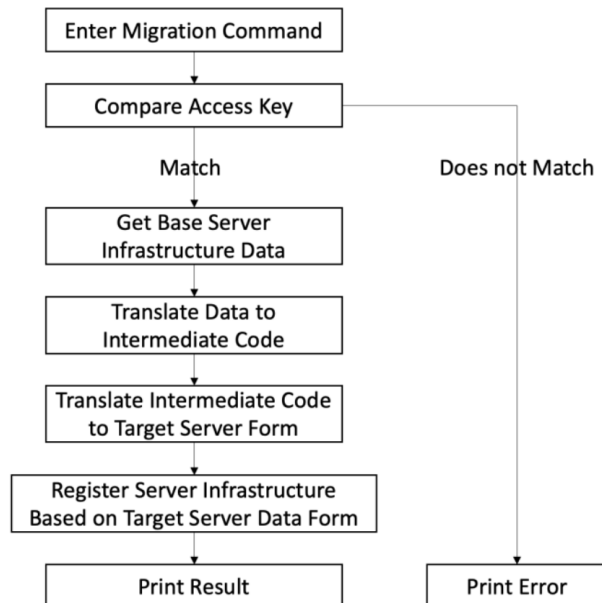 Enter Migration Command
Compare Access Key
Match
Does not Match
Get Base Server
Infrastructure Data
Translate Data to
Intermediate Code
Translate Intermediate Code
to Target Server Form
Register Server Infrastructure
Based on Target Server Data Form
Print Result
Print Error